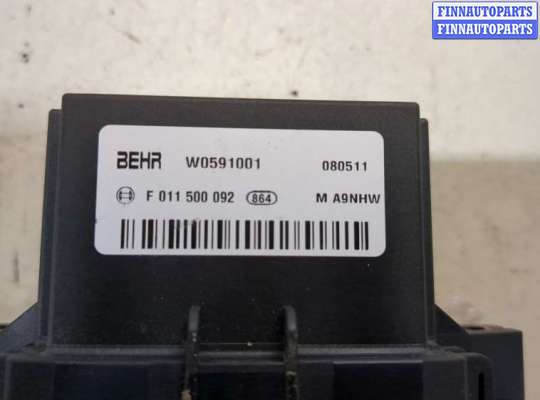 FINNAUTOPARTS
FINNAUTOPARTS
BEHR W0591001 080511
F 011 500 092 864 M A9NHW